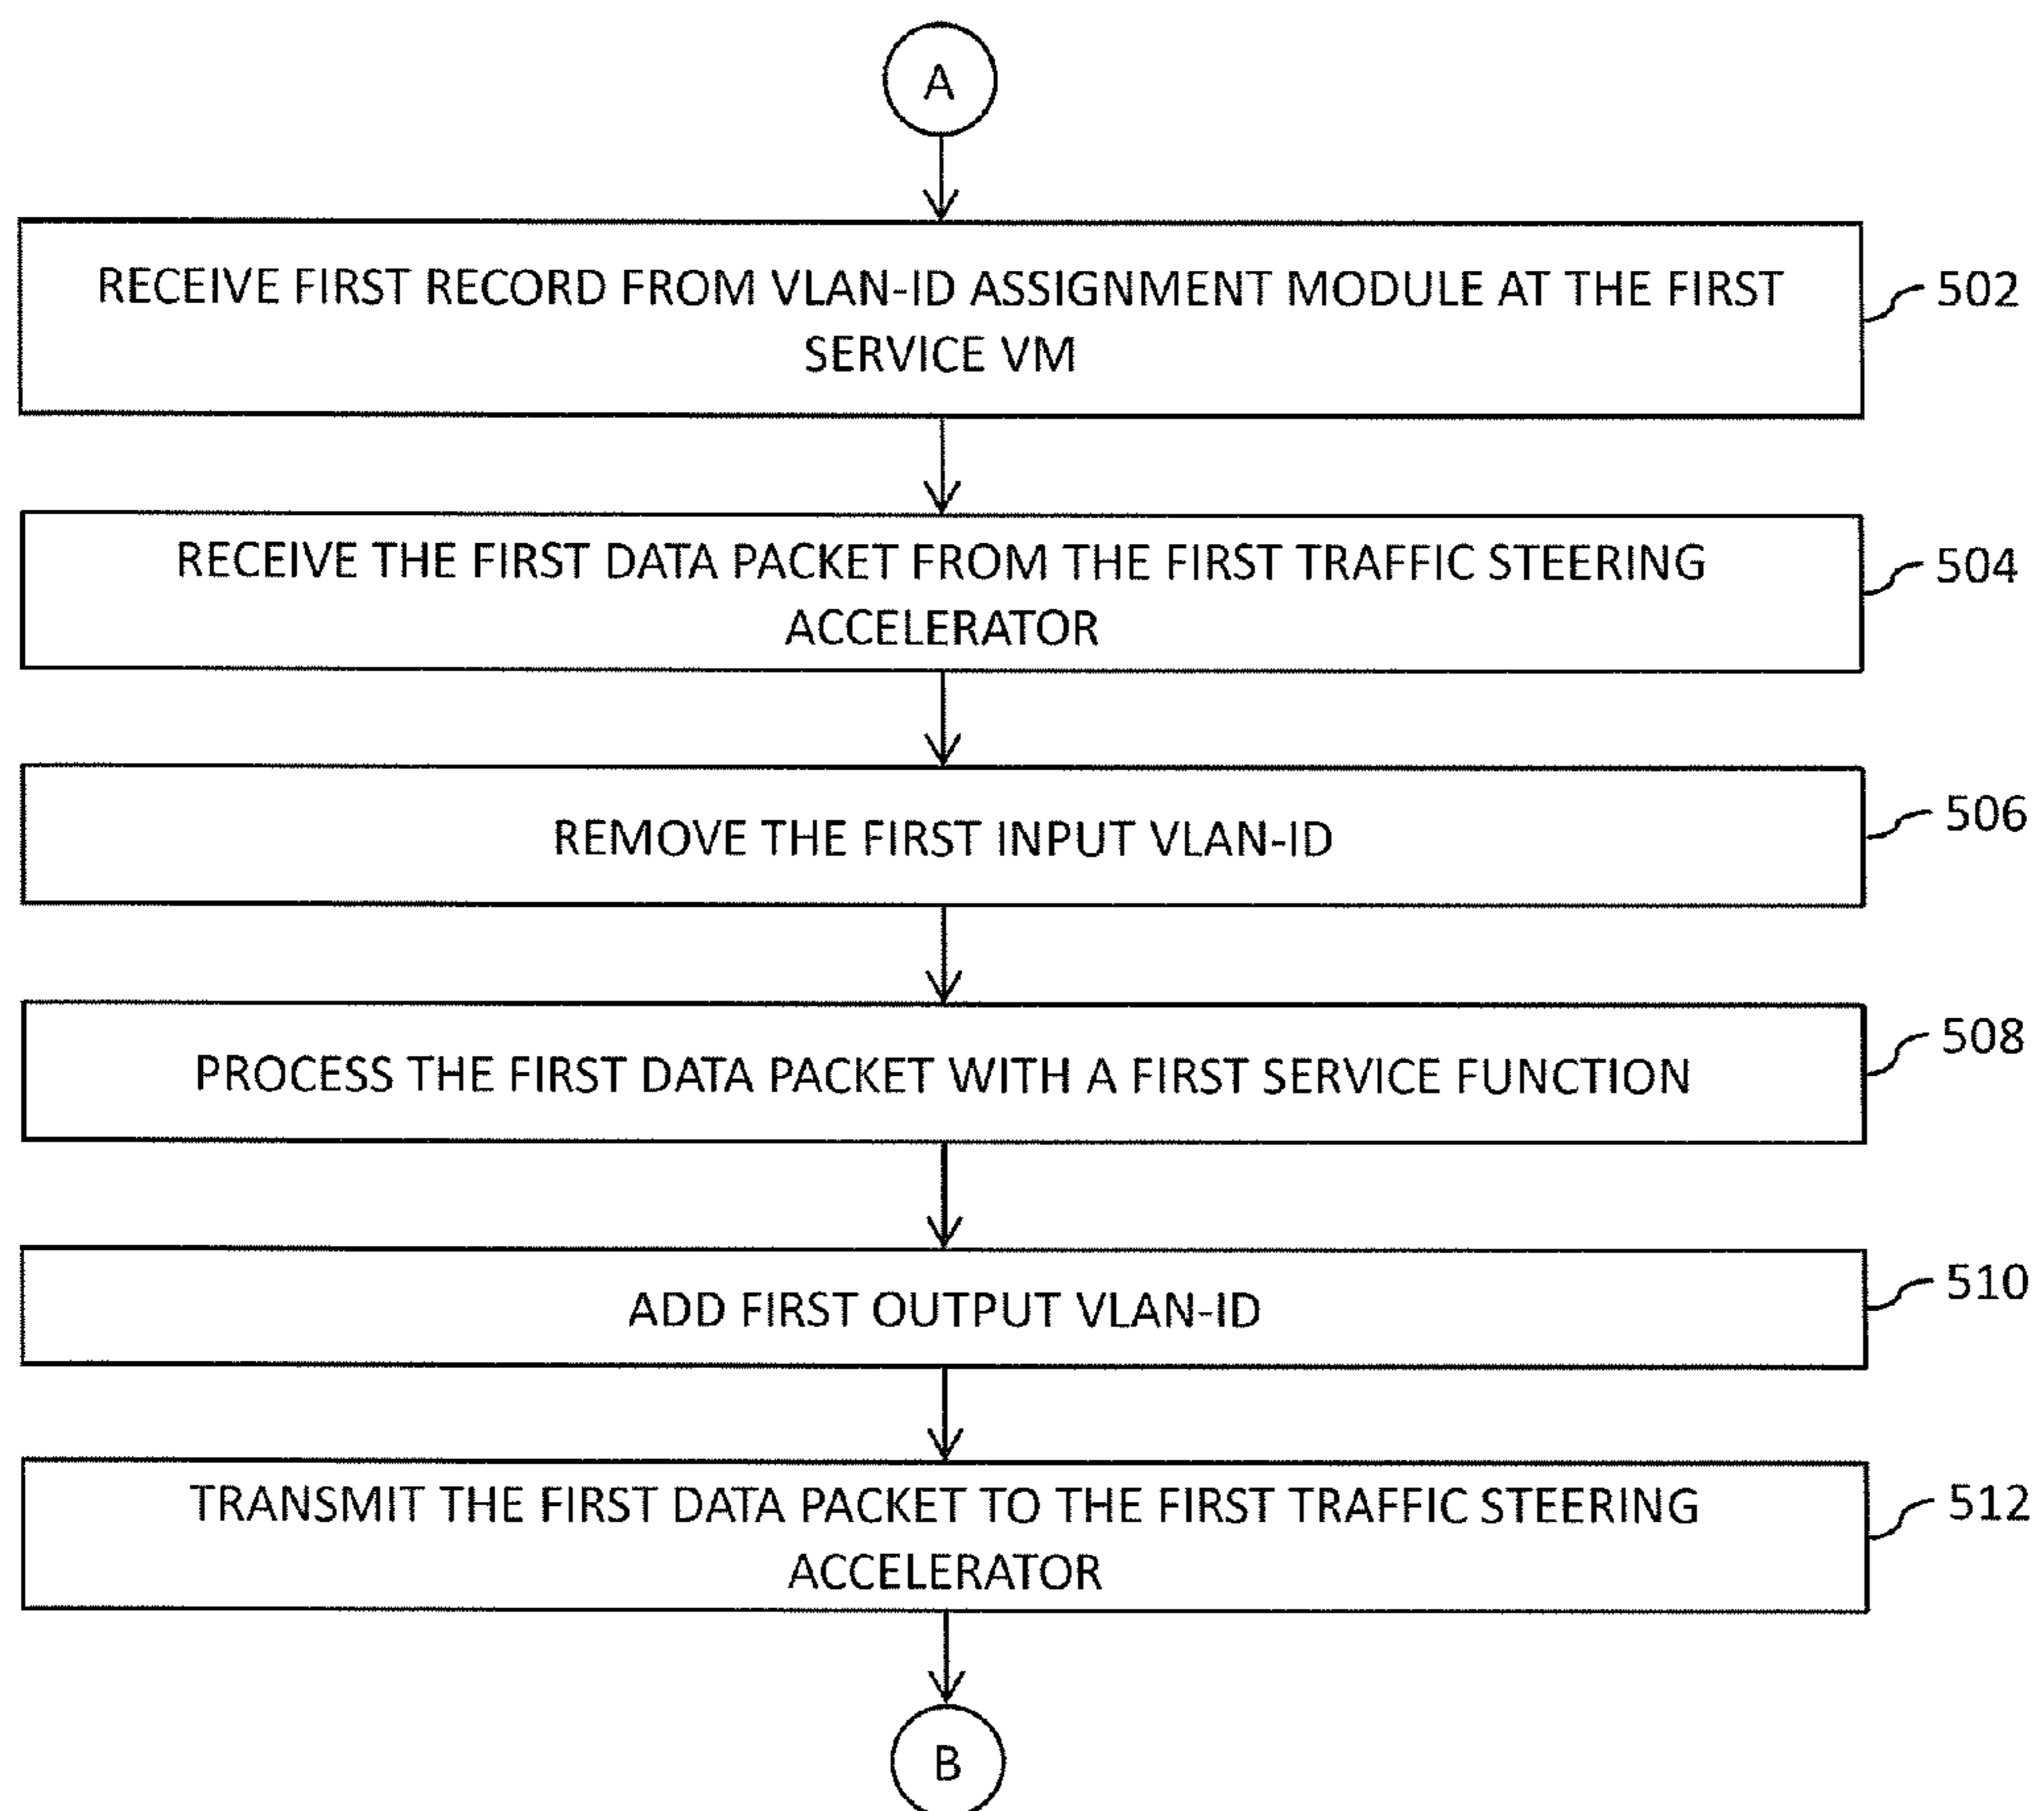 A
RECEIVE FIRST RECORD FROM VLAN-ID ASSIGNMENT MODULE AT THE FIRST
SERVICE VM
502
RECEIVE THE FIRST DATA PACKET FROM THE FIRST TRAFFIC STEERING
ACCELERATOR
504
REMOVE THE FIRST INPUT VLAN-ID
506
PROCESS THE FIRST DATA PACKET WITH A FIRST SERVICE FUNCTION
508
ADD FIRST OUTPUT VLAN-ID
510
TRANSMIT THE FIRST DATA PACKET TO THE FIRST TRAFFIC STEERING
ACCELERATOR
512
B